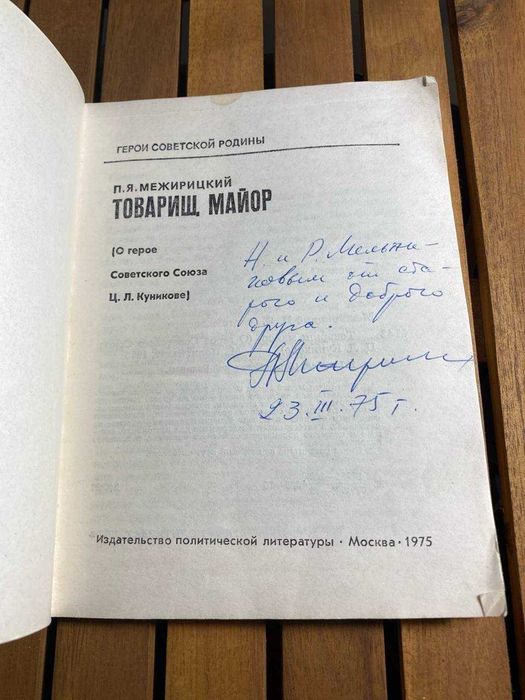 ГЕРОИ СОВЕТСКОЙ РОДИНЫ
П.Я.МЕЖИРИЦКИЙ
ТОВАРИЩ МАЙОР
(О герое
Советского Союза
Ц. Л. Куникове)
Н. и Р. Мельни-
ковым от ста-
рого и доброго
друга.
23.III.75 г.
Издательство политической литературы · Москва · 1975